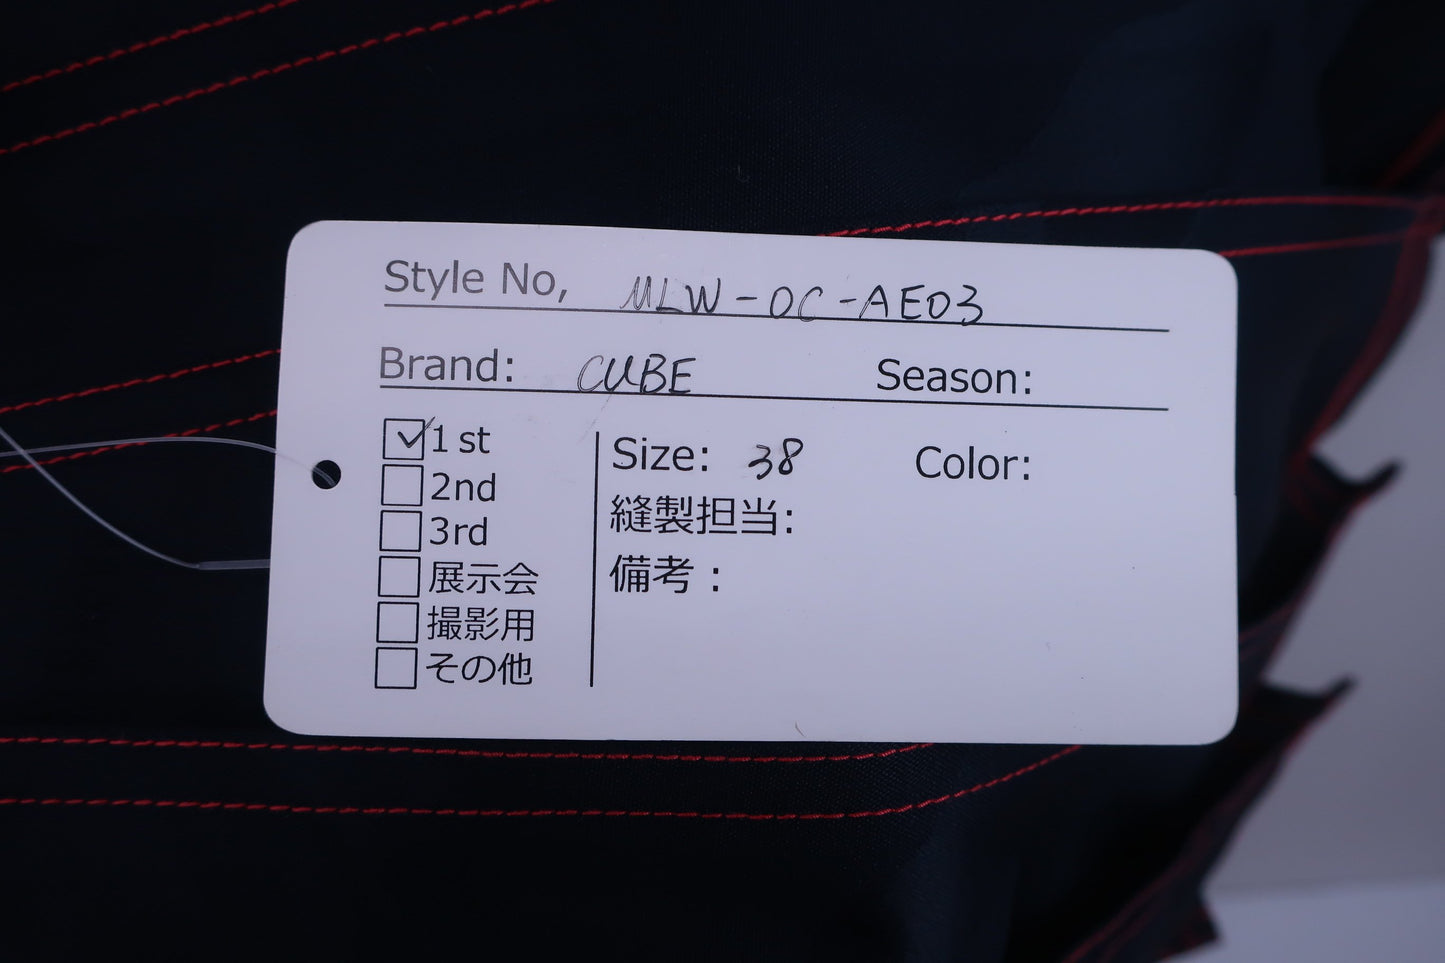 Style No, MLW-OC-AE03
Brand: CUBE Season:
1st
2nd
3rd
展示会
撮影用
その他
Size: 38 Color:
縫製担当:
備考: